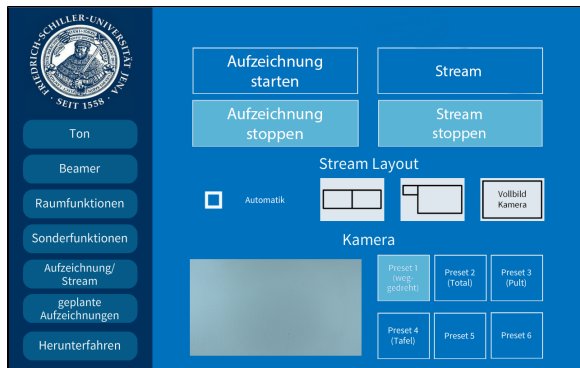 FRIEDRICH-SCHILLER-UNIVERSITÄT JENA
SEIT 1558
Ton
Beamer
Raumfunktionen
Sonderfunktionen
Aufzeichnung/
Stream
geplante
Aufzeichnungen
Herunterfahren
Aufzeichnung
starten
Stream
Aufzeichnung
stoppen
Stream
stoppen
Stream Layout
Automatik
Vollbild
Kamera
Kamera
Preset 1
(weg-
gedreht)
Preset 2
(Total)
Preset 3
(Pult)
Preset 4
(Tafel)
Preset 5
Preset 6